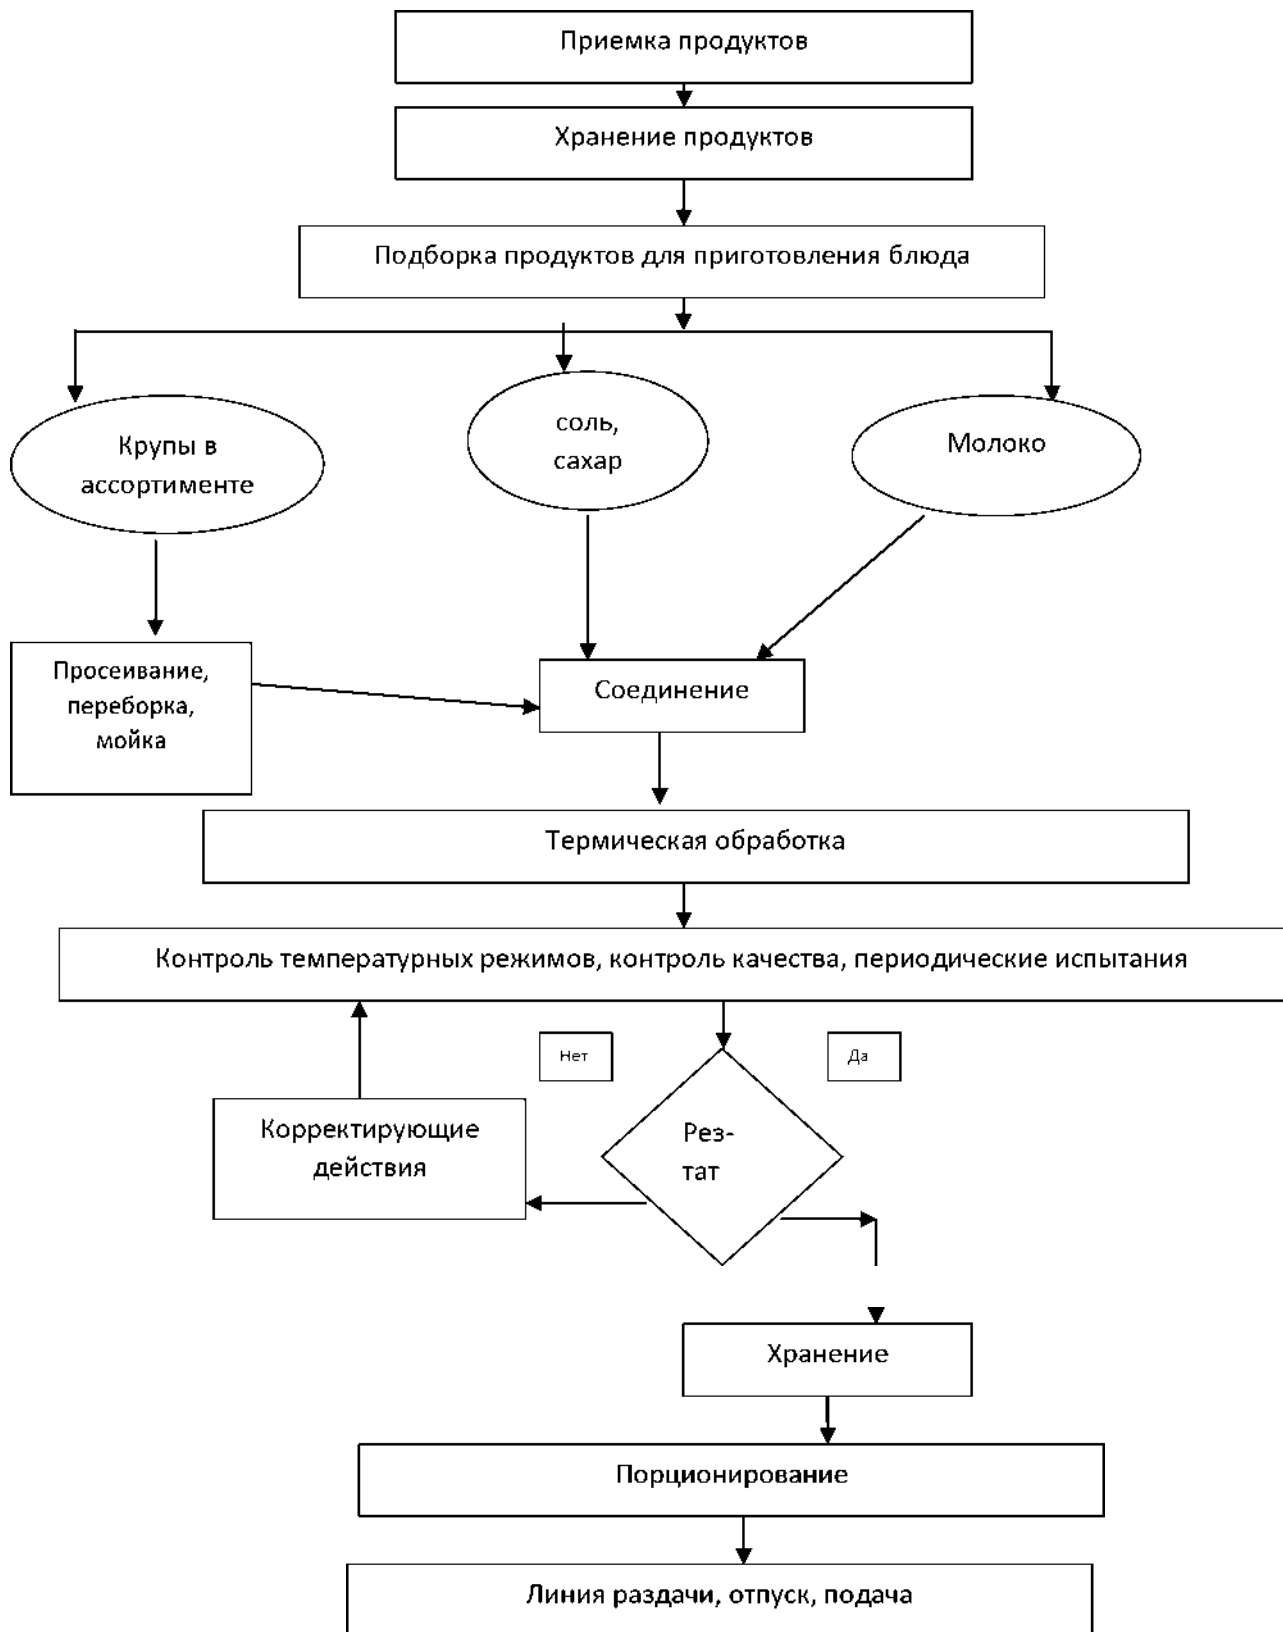 Приемка продуктов
Хранение продуктов
Подборка продуктов для приготовления блюда
Крупы в
ассортименте
соль,
сахар
Молоко
Просеивание,
переборка,
мойка
Соединение
Термическая обработка
Контроль температурных режимов, контроль качества, периодические испытания
Нет
Да
Корректирующие
действия
Рез-
тат
Хранение
Порционирование
Линия раздачи, отпуск, подача